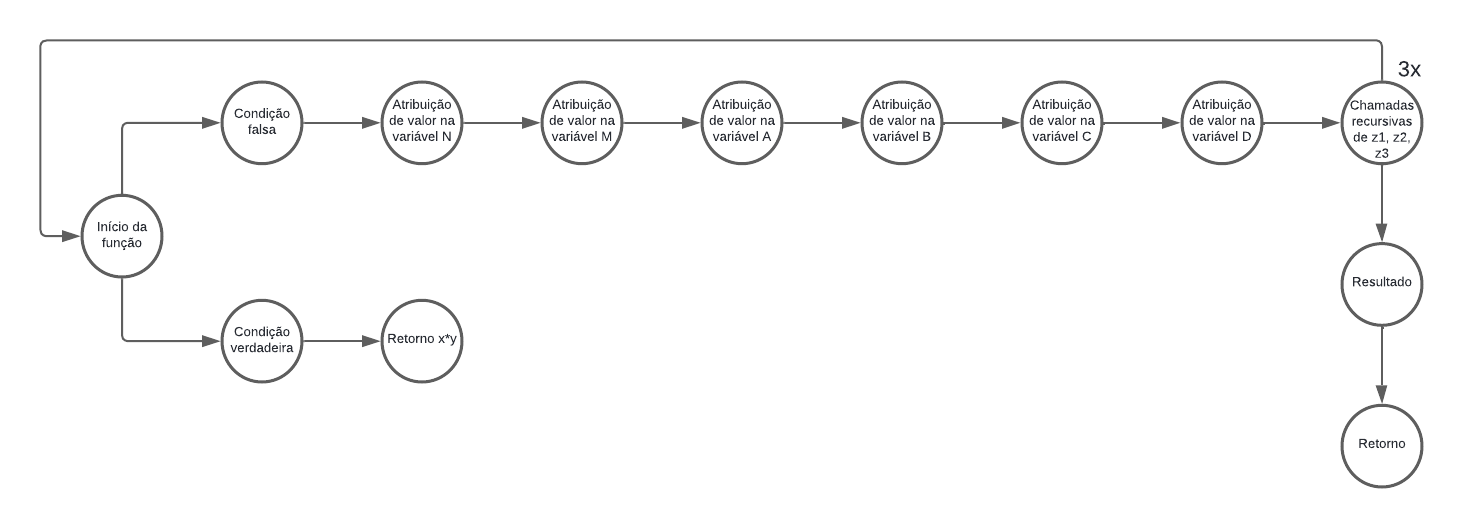 3x
Condição
falsa
Atribuição
de valor na
variável N
Atribuição
de valor na
variável M
Atribuição
de valor na
variável A
Atribuição
de valor na
variável B
Atribuição
de valor na
variável C
Atribuição
de valor na
variável D
Chamadas
recursivas
de z1, z2,
z3
Início da
função
Resultado
Condição
verdadeira
Retorno x*y
Retorno